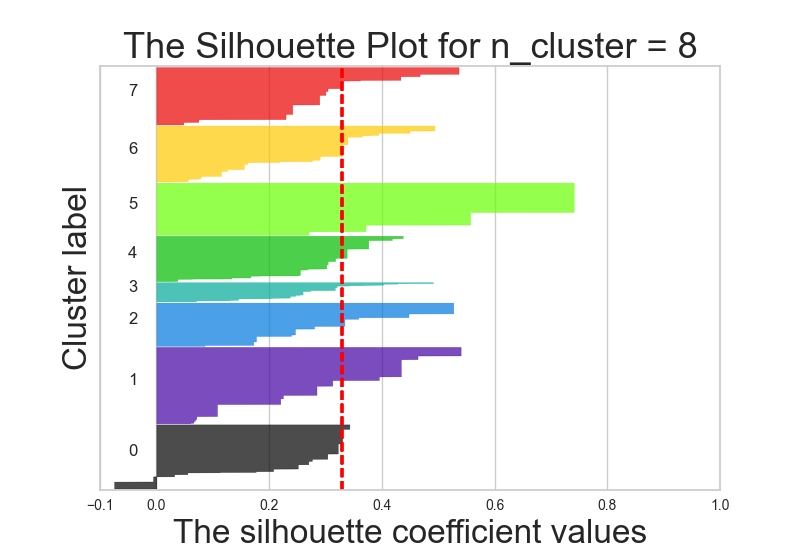 The Silhouette Plot for n_cluster = 8
7
6
5
4
3
2
1
0
Cluster label
−0.1 0.0 0.2 0.4 0.6 0.8 1.0
The silhouette coefficient values